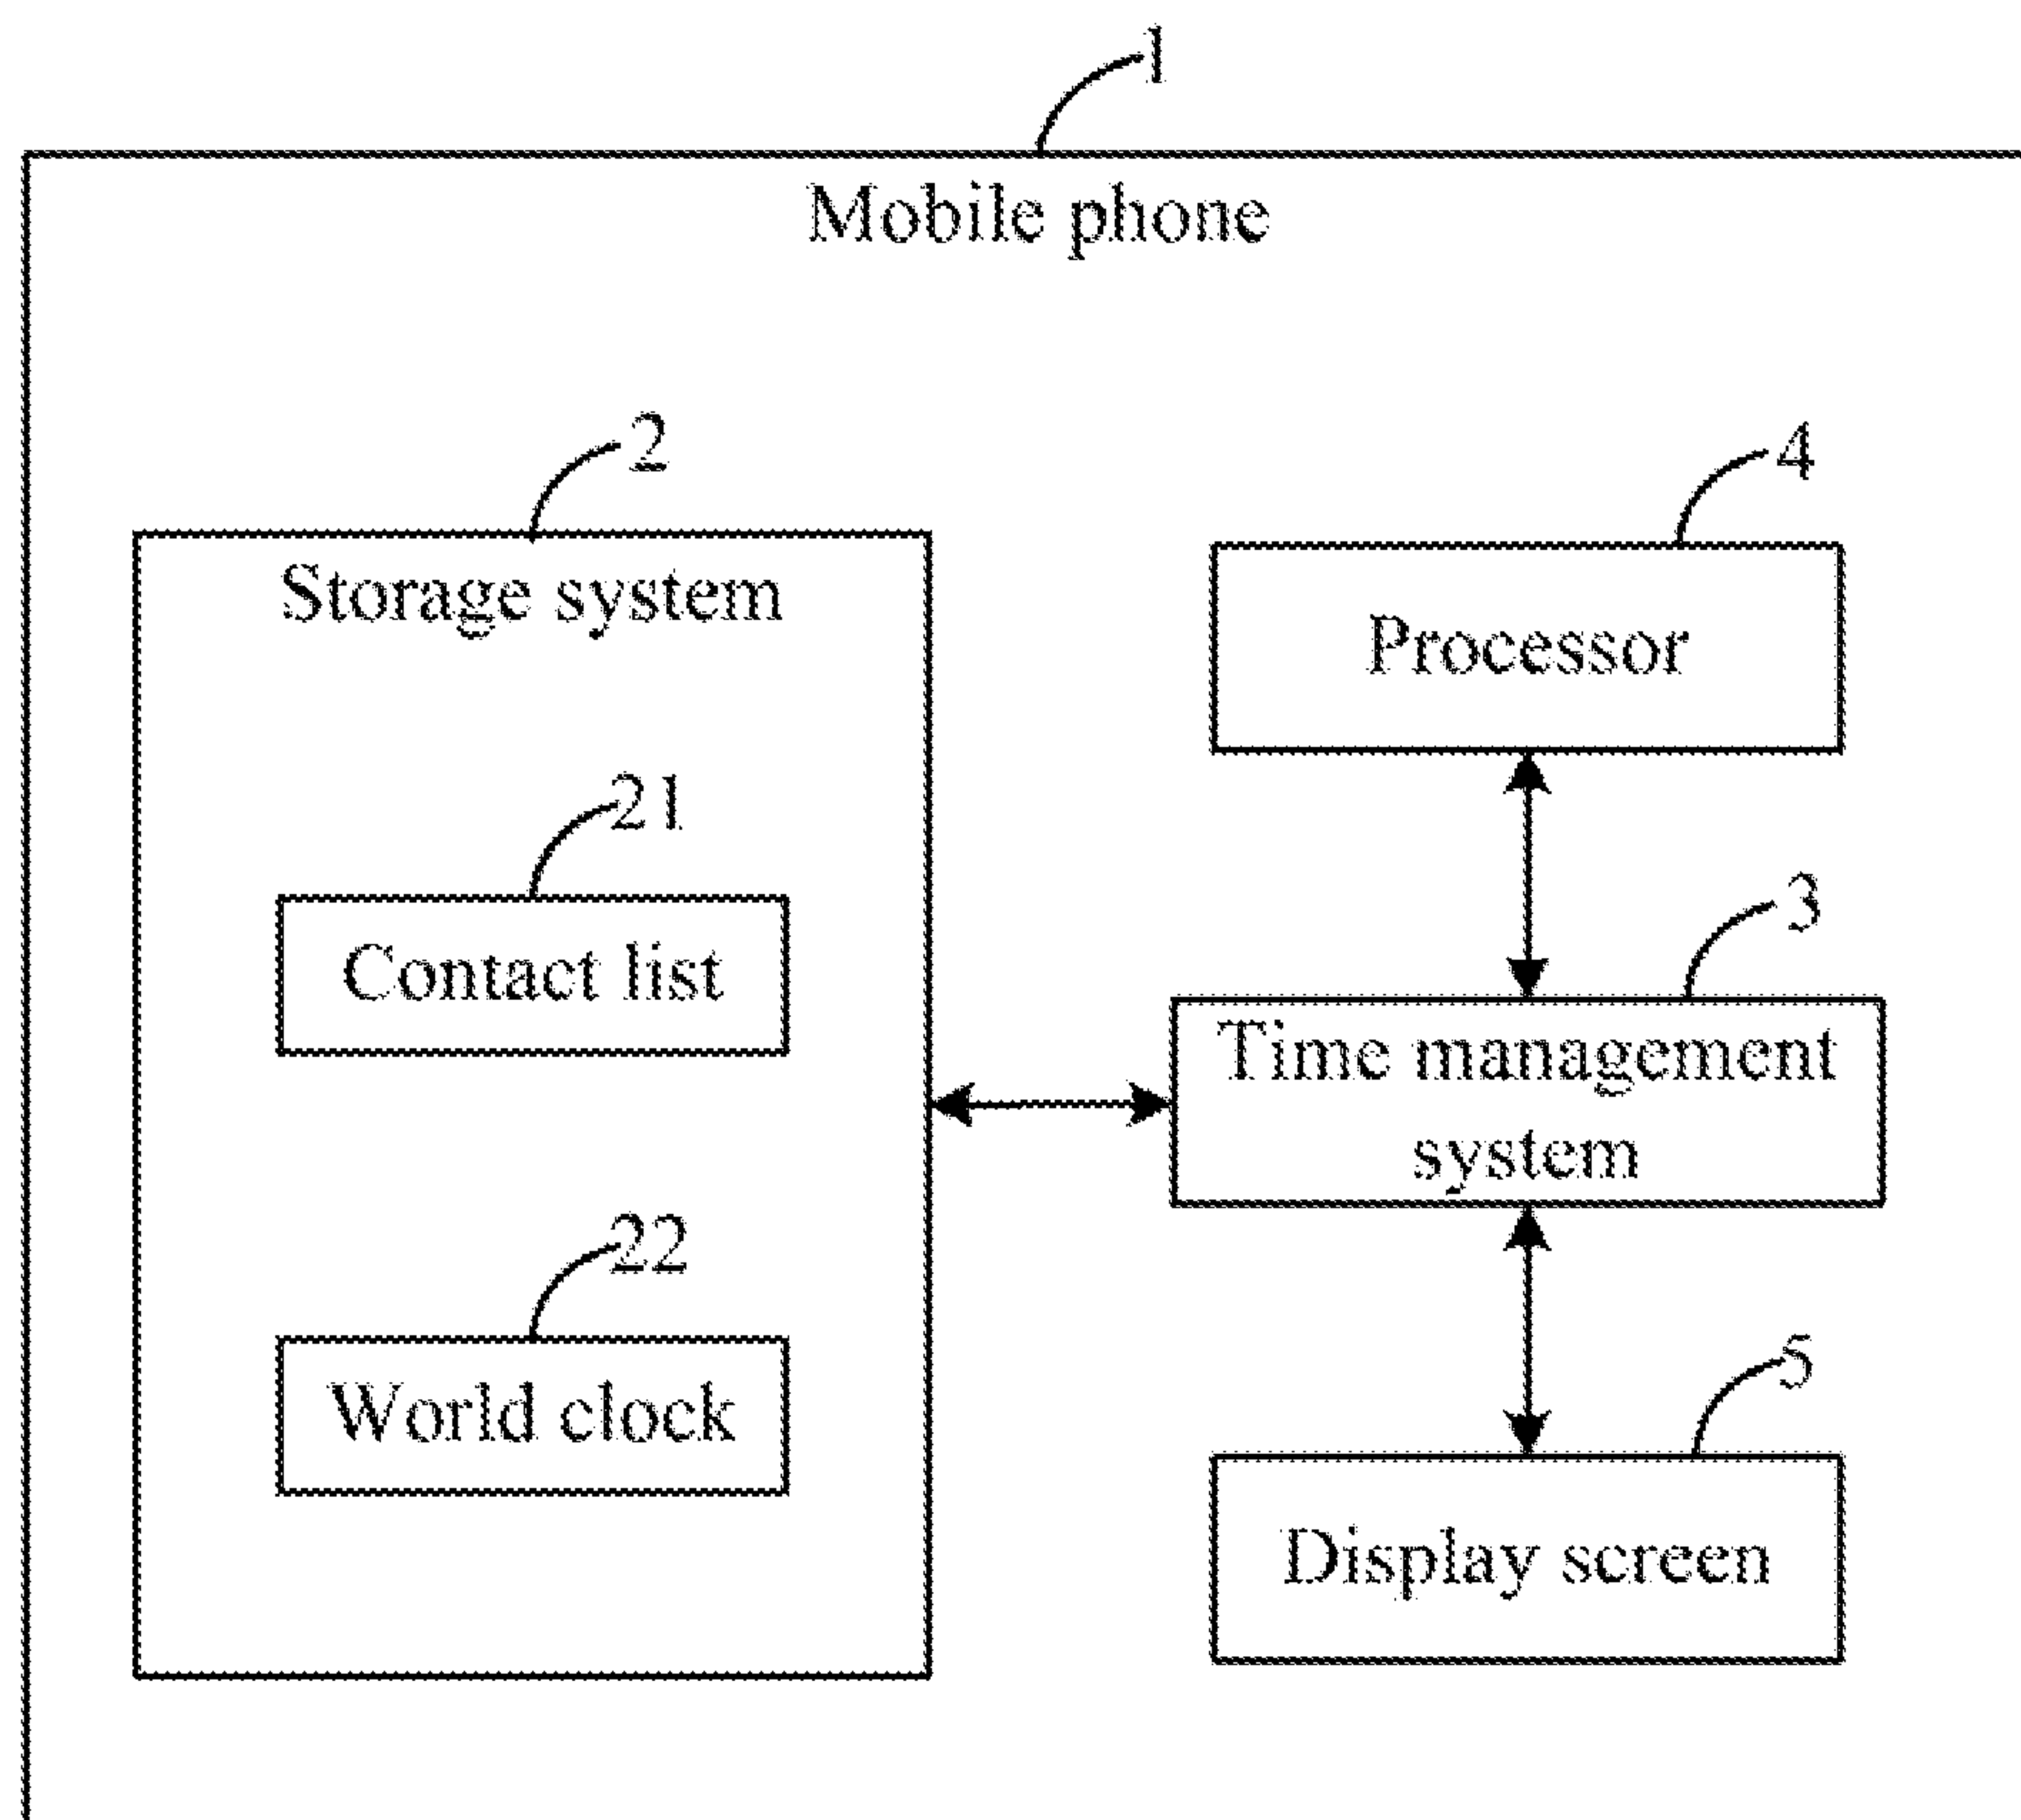 1
Mobile phone
2
Storage system
21
Contact list
22
World clock
4
Processor
3
Time management
system
5
Display screen